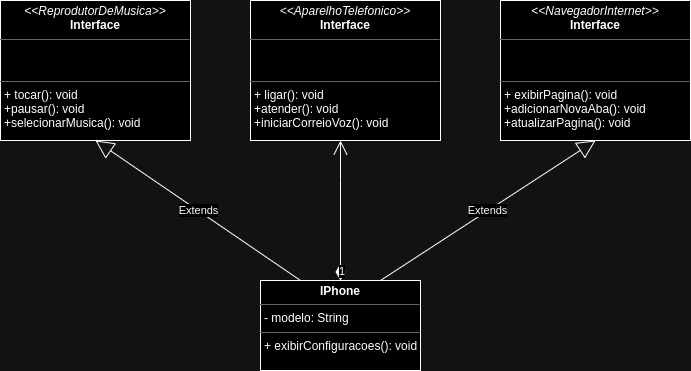 <<ReprodutorDeMusica>>
Interface
+ tocar(): void
+pausar(): void
+selecionarMusica(): void
<<AparelhoTelefonico>>
Interface
+ ligar(): void
+atender(): void
+iniciarCorreioVoz(): void
<<NavegadorInternet>>
Interface
+ exibirPagina(): void
+adicionarNovaAba(): void
+atualizarPagina(): void
Extends
Extends
1
IPhone
- modelo: String
+ exibirConfiguracoes(): void